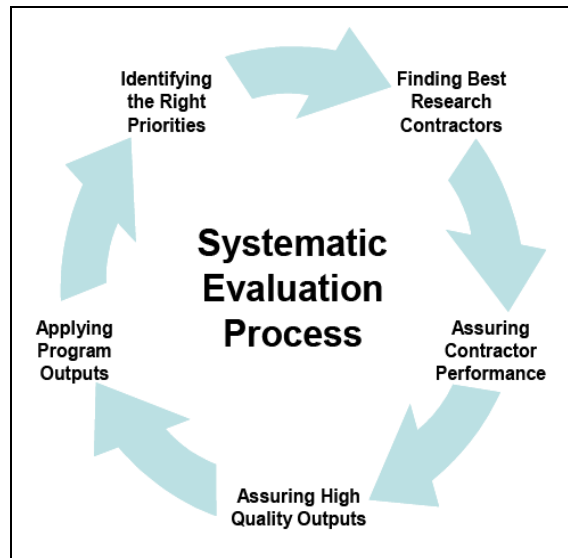 Identifying
the Right
Priorities
Finding Best
Research
Contractors
Systematic
Evaluation
Process
Applying
Program
Outputs
Assuring
Contractor
Performance
Assuring High
Quality Outputs